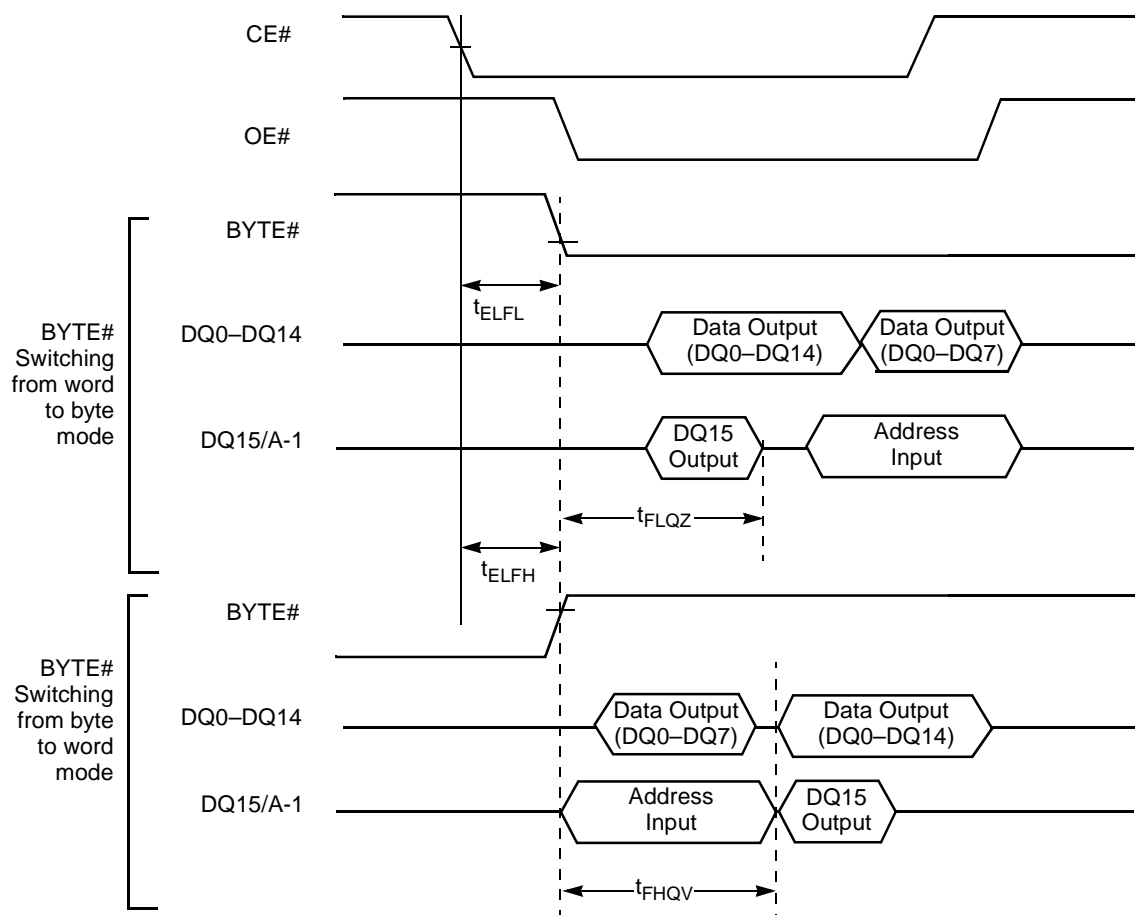 CE#
OE#
BYTE#
tELFL
BYTE#
Switching
from word
to byte
mode
DQ0–DQ14
Data Output
(DQ0–DQ14)
Data Output
(DQ0–DQ7)
DQ15/A-1
DQ15
Output
Address
Input
tFLQZ
tELFH
BYTE#
BYTE#
Switching
from byte
to word
mode
DQ0–DQ14
Data Output
(DQ0–DQ7)
Data Output
(DQ0–DQ14)
DQ15/A-1
Address
Input
DQ15
Output
tFHQV